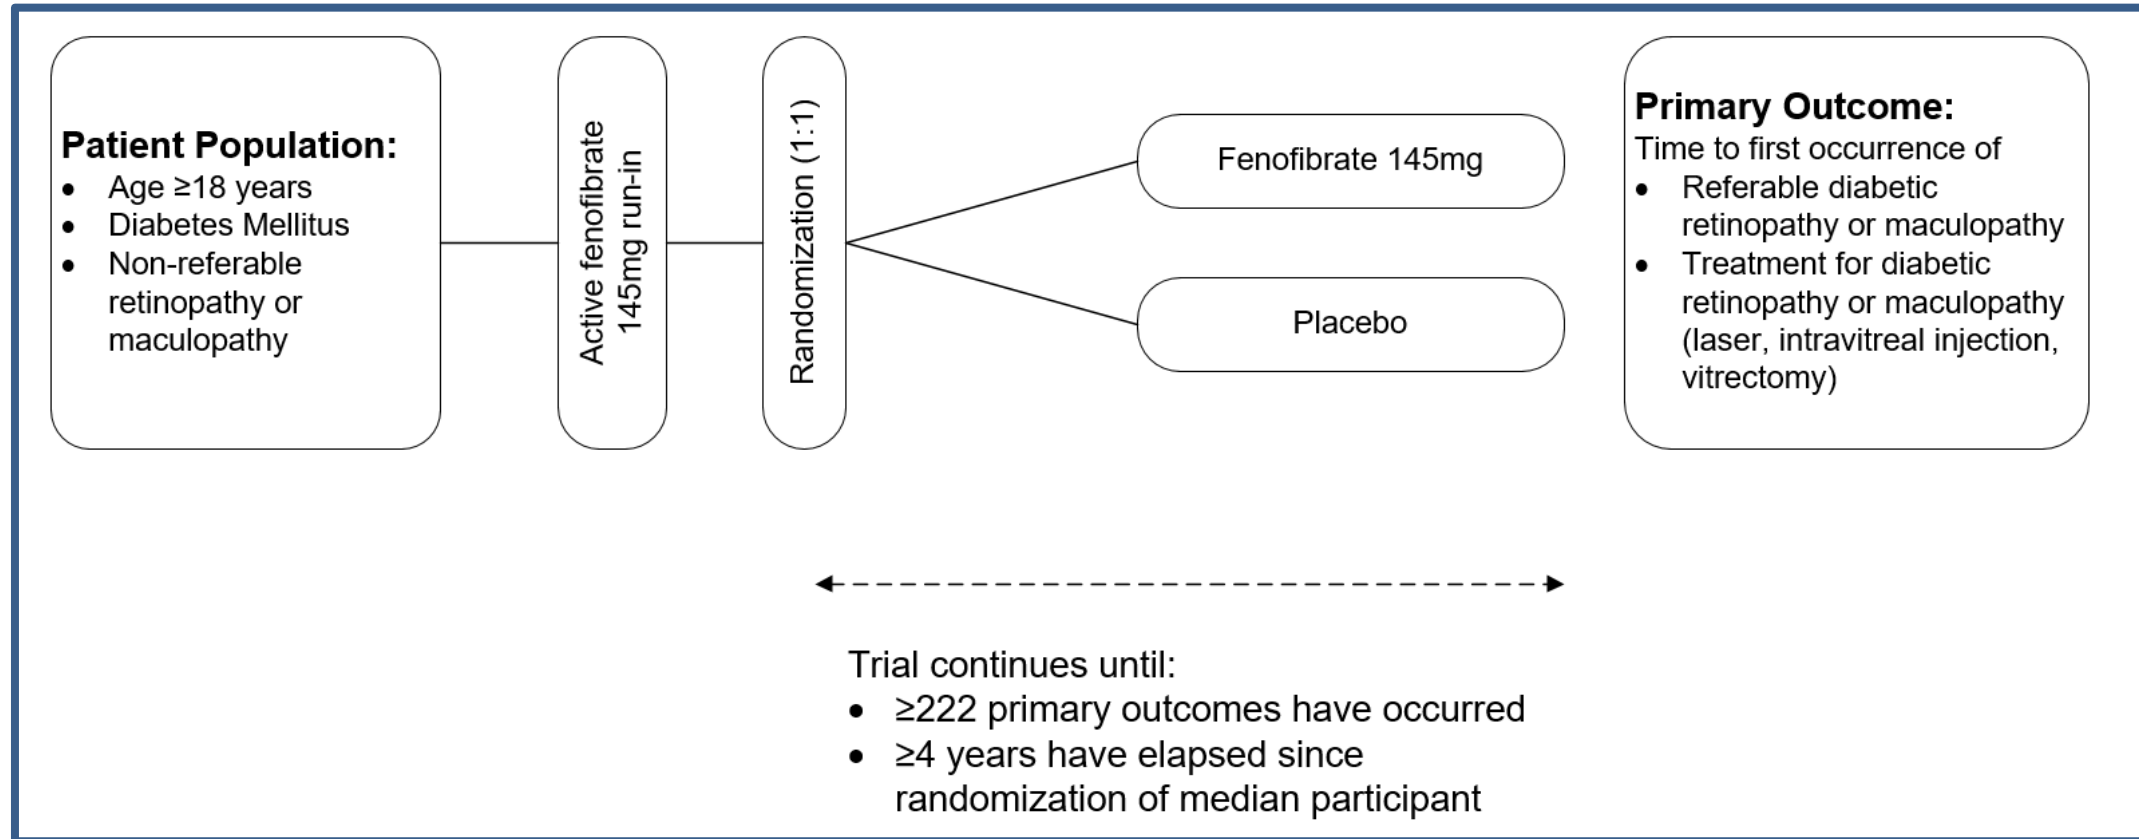 Patient Population:
• Age ≥18 years
• Diabetes Mellitus
• Non-referable
retinopathy or
maculopathy
Active fenofibrate
145mg run-in
Randomization (1:1)
Fenofibrate 145mg
Placebo
Primary Outcome:
Time to first occurrence of
• Referable diabetic
retinopathy or maculopathy
• Treatment for diabetic
retinopathy or maculopathy
(laser, intravitreal injection,
vitrectomy)
Trial continues until:
• ≥222 primary outcomes have occurred
• ≥4 years have elapsed since
randomization of median participant